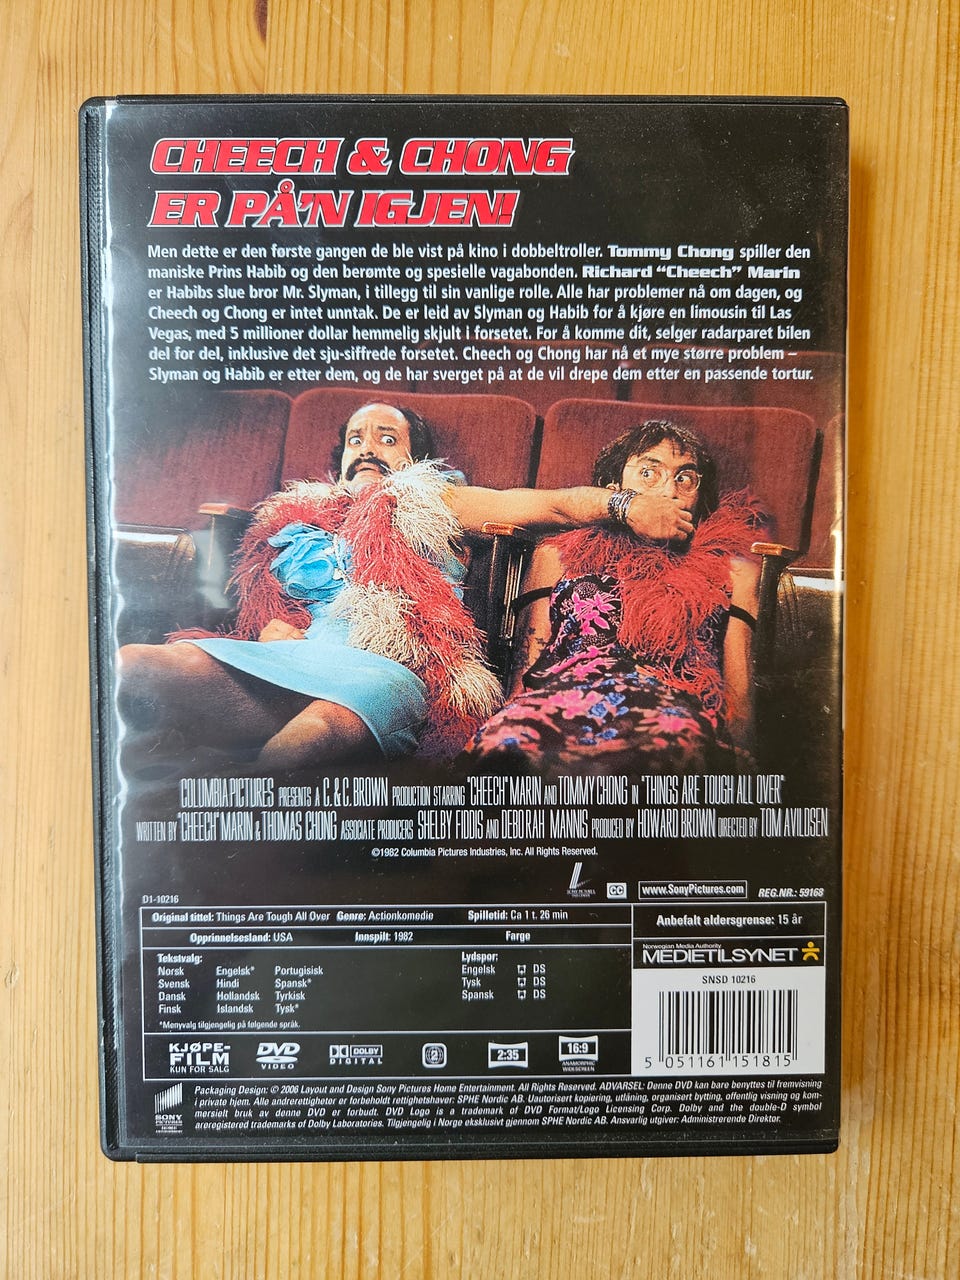 CHEECH & CHONG
ER PÅ'N IGJEN!
Men dette er den første gangen de ble vist på kino i dobbeltroller. Tommy Chong spiller den
maniske Prins Habib og den berømte og spesielle vagabonden. Richard "Cheech" Marin
er Habibs slue bror Mr. Slyman, i tillegg til sin vanlige rolle. Alle har problemer nå om dagen, og
Cheech og Chong er intet unntak. De er leid av Slyman og Habib for å kjøre en limousin til Las
Vegas, med 5 millioner dollar hemmelig skjult i forsetet. For å komme dit, selger radarparet bilen
del for del, inklusive det sju-siffrede forsetet. Cheech og Chong har nå et mye større problem –
Slyman og Habib er etter dem, og de har sverget på at de vil drepe dem etter en passende tortur.
COLUMBIA PICTURES PRESENTS A C. & C. BROWN PRODUCTION STARRING "CHEECH" MARIN AND TOMMY CHONG IN "THINGS ARE TOUGH ALL OVER"
WRITTEN BY "CHEECH" MARIN & THOMAS CHONG ASSOCIATE PRODUCERS SHELBY FIDDIS AND DEBORAH MANNIS PRODUCED BY HOWARD BROWN DIRECTED BY TOM AVILDSEN
©1982 Columbia Pictures Industries, Inc. All Rights Reserved.
CC www.SonyPictures.com REG.NR.: 59168
D1-10216
Original tittel: Things Are Tough All Over Genre: Actionkomedie Spilletid: Ca 1 t. 26 min
Opprinnelsesland: USA Innspilt: 1982 Farge
Anbefalt aldersgrense: 15 år
Norwegian Media Authority
MEDIETILSYNET
Tekstvalg: Lydspor:
Norsk Engelsk* Portugisisk Engelsk DS
Svensk Hindi Spansk* Tysk DS
Dansk Hollandsk Tyrkisk Spansk DS
Finsk Islandsk Tysk*
*Menyvalg tilgjengelig på følgende språk.
SNSD 10216
5 051161 151815
KJØPE-
FILM
KUN FOR SALG
DVD
VIDEO
DOLBY
DIGITAL
2
2:35
16:9
ANAMORPHIC
WIDESCREEN
SONY
PICTURES
Packaging Design: © 2006 Layout and Design Sony Pictures Home Entertainment. All Rights Reserved. ADVARSEL: Denne DVD kan bare benyttes til fremvisning
i private hjem. Alle andrerettigheter er forbeholdt rettighetshaver: SPHE Nordic AB. Uautorisert kopiering, utlåning, organisert bytting, offentlig visning og kom-
mersielt bruk av denne DVD er forbudt. DVD Logo is a trademark of DVD Format/Logo Licensing Corp. Dolby and the double-D symbol
areregistered trademarks of Dolby Laboratories. Tilgjengelig i Norge eksklusivt gjennom SPHE Nordic AB. Ansvarlig utgiver: Administrerende Direktor.